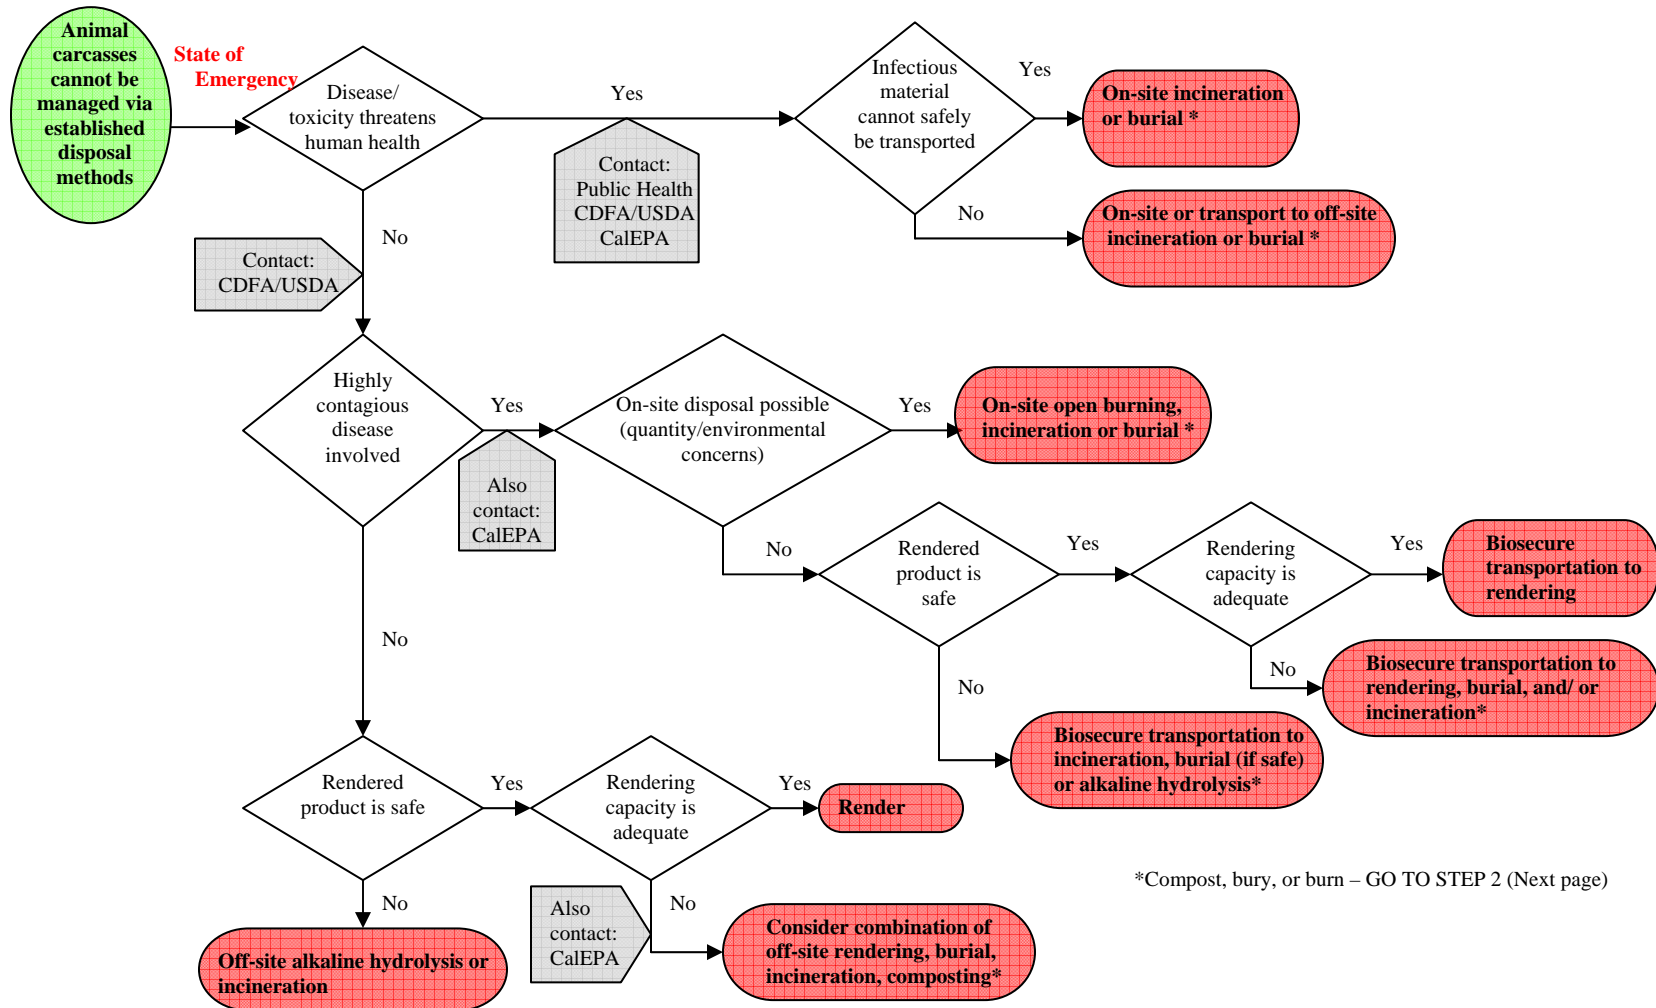 Animal
carcasses
cannot be
managed via
established
disposal
methods
State of
Emergency
Disease/
toxicity threatens
human health
Yes
Contact:
Public Health
CDFA/USDA
CalEPA
Infectious
material
cannot safely
be transported
Yes
On-site incineration
or burial *
No
On-site or transport to off-site
incineration or burial *
No
Contact:
CDFA/USDA
Highly
contagious
disease
involved
Yes
Also
contact:
CalEPA
On-site disposal possible
(quantity/environmental
concerns)
Yes
On-site open burning,
incineration or burial *
No
Rendered
product is
safe
Yes
Rendering
capacity is
adequate
Yes
Biosecure
transportation to
rendering
No
Biosecure transportation to
rendering, burial, and/ or
incineration*
No
Biosecure transportation to
incineration, burial (if safe)
or alkaline hydrolysis*
No
Rendered
product is safe
Yes
Rendering
capacity is
adequate
Yes
Render
No
Off-site alkaline hydrolysis or
incineration
Also
contact:
CalEPA
No
Consider combination of
off-site rendering, burial,
incineration, composting*
*Compost, bury, or burn – GO TO STEP 2 (Next page)